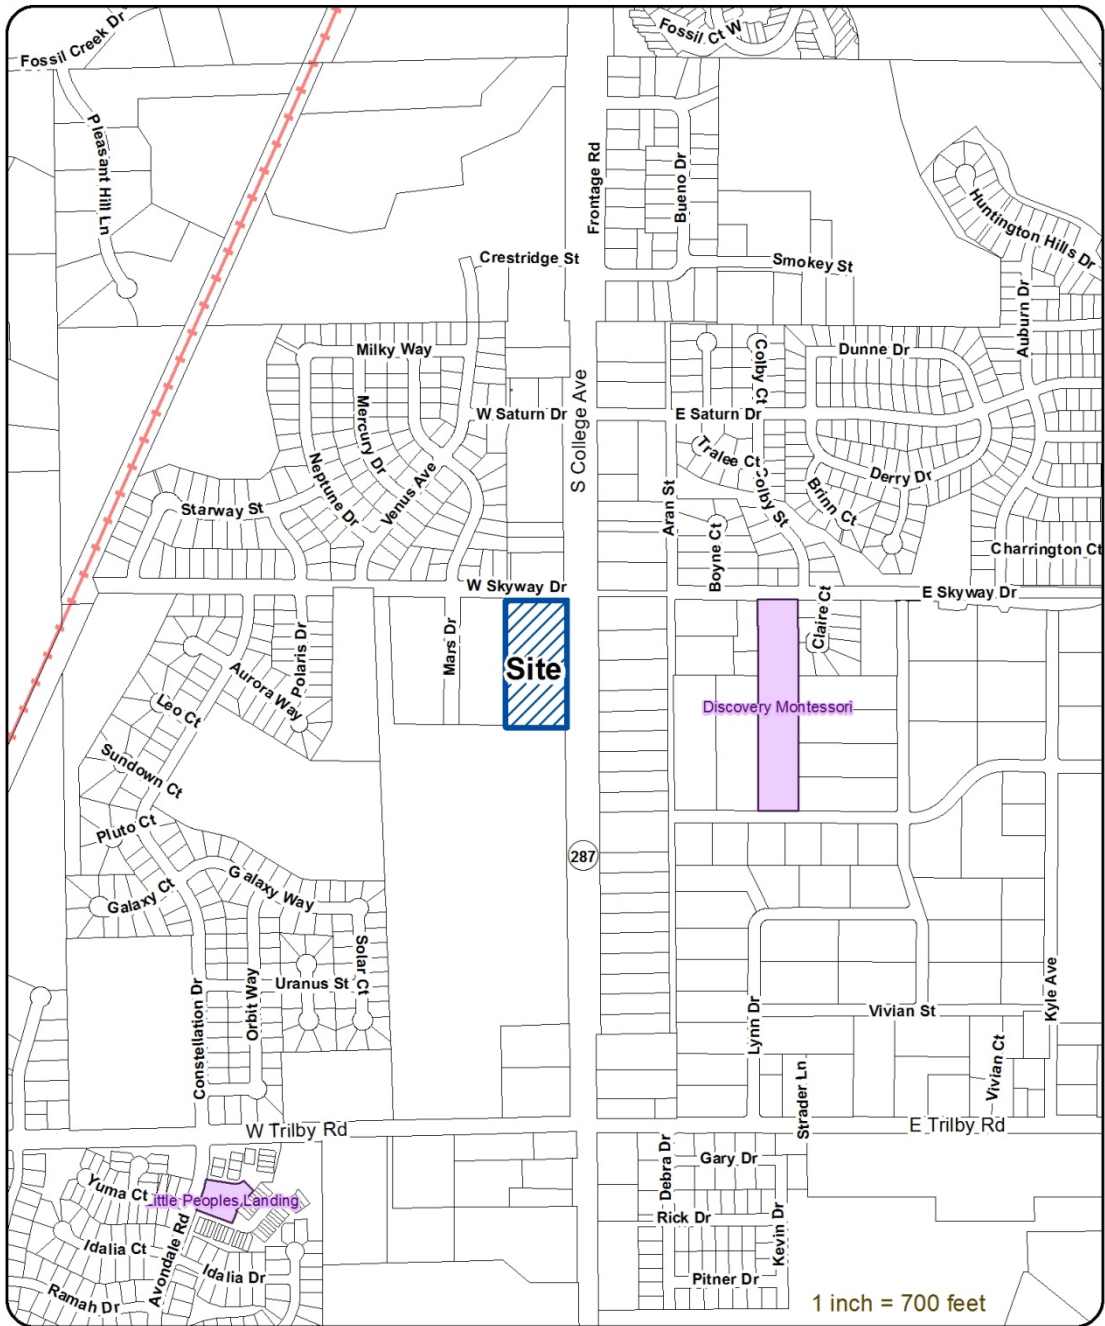 Fossil Creek Dr
Fossil Ct W
Pleasant Hill Ln
Frontage Rd
Bueno Dr
Huntington Hills Dr
Crestridge St
Smokey St
Auburn Dr
Milky Way
Colby Ct
Dunne Dr
S College Ave
Mercury Dr
W Saturn Dr
E Saturn Dr
Neptune Dr
Venus Ave
Tralee Ct
Colby St
Derry Dr
Brinn Ct
Starway St
Aran St
Boyne Ct
Charrington Ct
W Skyway Dr
E Skyway Dr
Claire Ct
Mars Dr
Polaris Dr
Site
Aurora Way
Leo Ct
Discovery Montessori
Sundown Ct
Pluto Ct
287
Galaxy Way
Galaxy Ct
Solar Ct
Uranus St
Orbit Way
Constellation Dr
Kyle Ave
Lynn Dr
Vivian St
Vivian Ct
Strader Ln
W Trilby Rd
E Trilby Rd
Debra Dr
Gary Dr
Yuma Ct
Little Peoples Landing
Rick Dr
Kevin Dr
Idalia Ct
Avondale Rd
Idalia Dr
Pitner Dr
Ramah Dr
1 inch = 700 feet